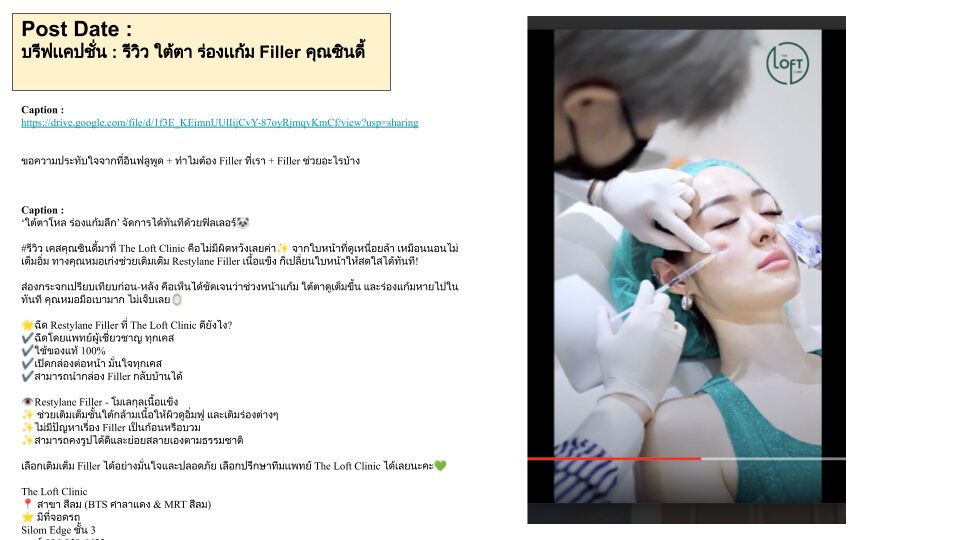 Post Date :
บรีฟแคปชั่น : รีวิว ใต้ตา ร่องแก้ม Filler คุณซินดี้
Caption :
https://drive.google.com/file/d/1f3E_KEimnUUlIijCvY-87oyRjmqvKmCf/view?usp=sharing
ขอความประทับใจจากที่อินฟลูพูด + ทำไมต้อง Filler ที่เรา + Filler ช่วยอะไรบ้าง
Caption :
‘ใต้ตาโหล ร่องแก้มลึก’ จัดการได้ทันทีด้วยฟิลเลอร์🐼
#รีวิว เคสคุณซินดี้มาที่ The Loft Clinic คือไม่มีผิดหวังเลยค่า✨ จากใบหน้าที่ดูเหนื่อยล้า เหมือนนอนไม่
เต็มอิ่ม ทางคุณหมอเก่งช่วยเติมเต็ม Restylane Filler เนื้อแข็ง ก็เปลี่ยนใบหน้าให้สดใสได้ทันที!
ส่องกระจกเปรียบเทียบก่อน-หลัง คือเห็นได้ชัดเจนว่าช่วงหน้าแก้ม ใต้ตาดูเต็มขึ้น และร่องแก้มหายไปใน
ทันที คุณหมอมือเบามาก ไม่เจ็บเลย🪞
🌟ฉีด Restylane Filler ที่ The Loft Clinic ดียังไง?
✔️ฉีดโดยแพทย์ผู้เชี่ยวชาญ ทุกเคส
✔️ใช้ของแท้ 100%
✔️เปิดกล่องต่อหน้า มั่นใจทุกเคส
✔️สามารถนำกล่อง Filler กลับบ้านได้
👁️Restylane Filler - โมเลกุลเนื้อแข็ง
✨ ช่วยเติมเต็มชั้นใต้กล้ามเนื้อให้ผิวดูอิ่มฟู และเติมร่องต่างๆ
✨ไม่มีปัญหาเรื่อง Filler เป็นก้อนหรือบวม
✨สามารถคงรูปได้ดีและย่อยสลายเองตามธรรมชาติ
เลือกเติมเต็ม Filler ได้อย่างมั่นใจและปลอดภัย เลือกปรึกษาทีมแพทย์ The Loft Clinic ได้เลยนะคะ💚
The Loft Clinic
📍 สาขา สีลม (BTS ศาลาแดง & MRT สีลม)
⭐ มีที่จอดรถ
Silom Edge ชั้น 3
LOFT